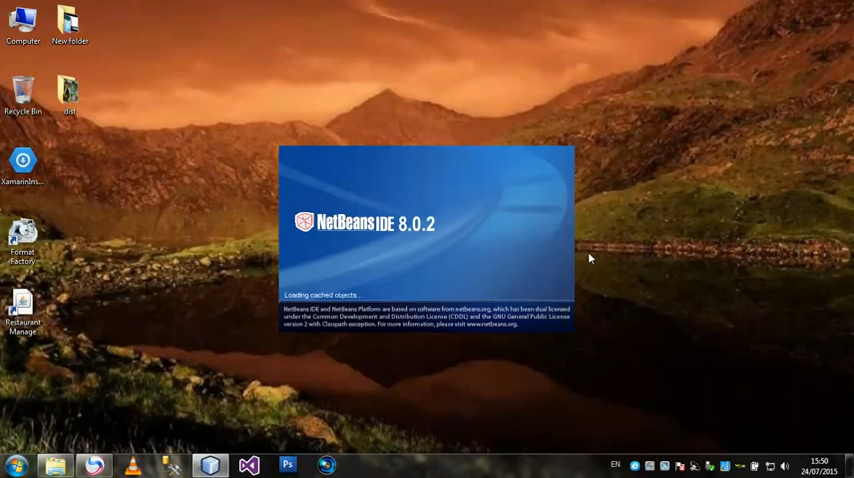 Computer
New folder
Recycle Bin
dist
XamarinIns...
Format
Factory
Restaurant
Manage...
NetBeans IDE 8.0.2
Loading cached objects...
NetBeans IDE and NetBeans Platform are based on software from netbeans.org, which has been dual licensed
under the Common Development and Distribution License (CDDL) and the GNU General Public License
version 2 with Classpath exception. For more information, please visit www.netbeans.org.
Ps
EN
15:50
24/07/2015